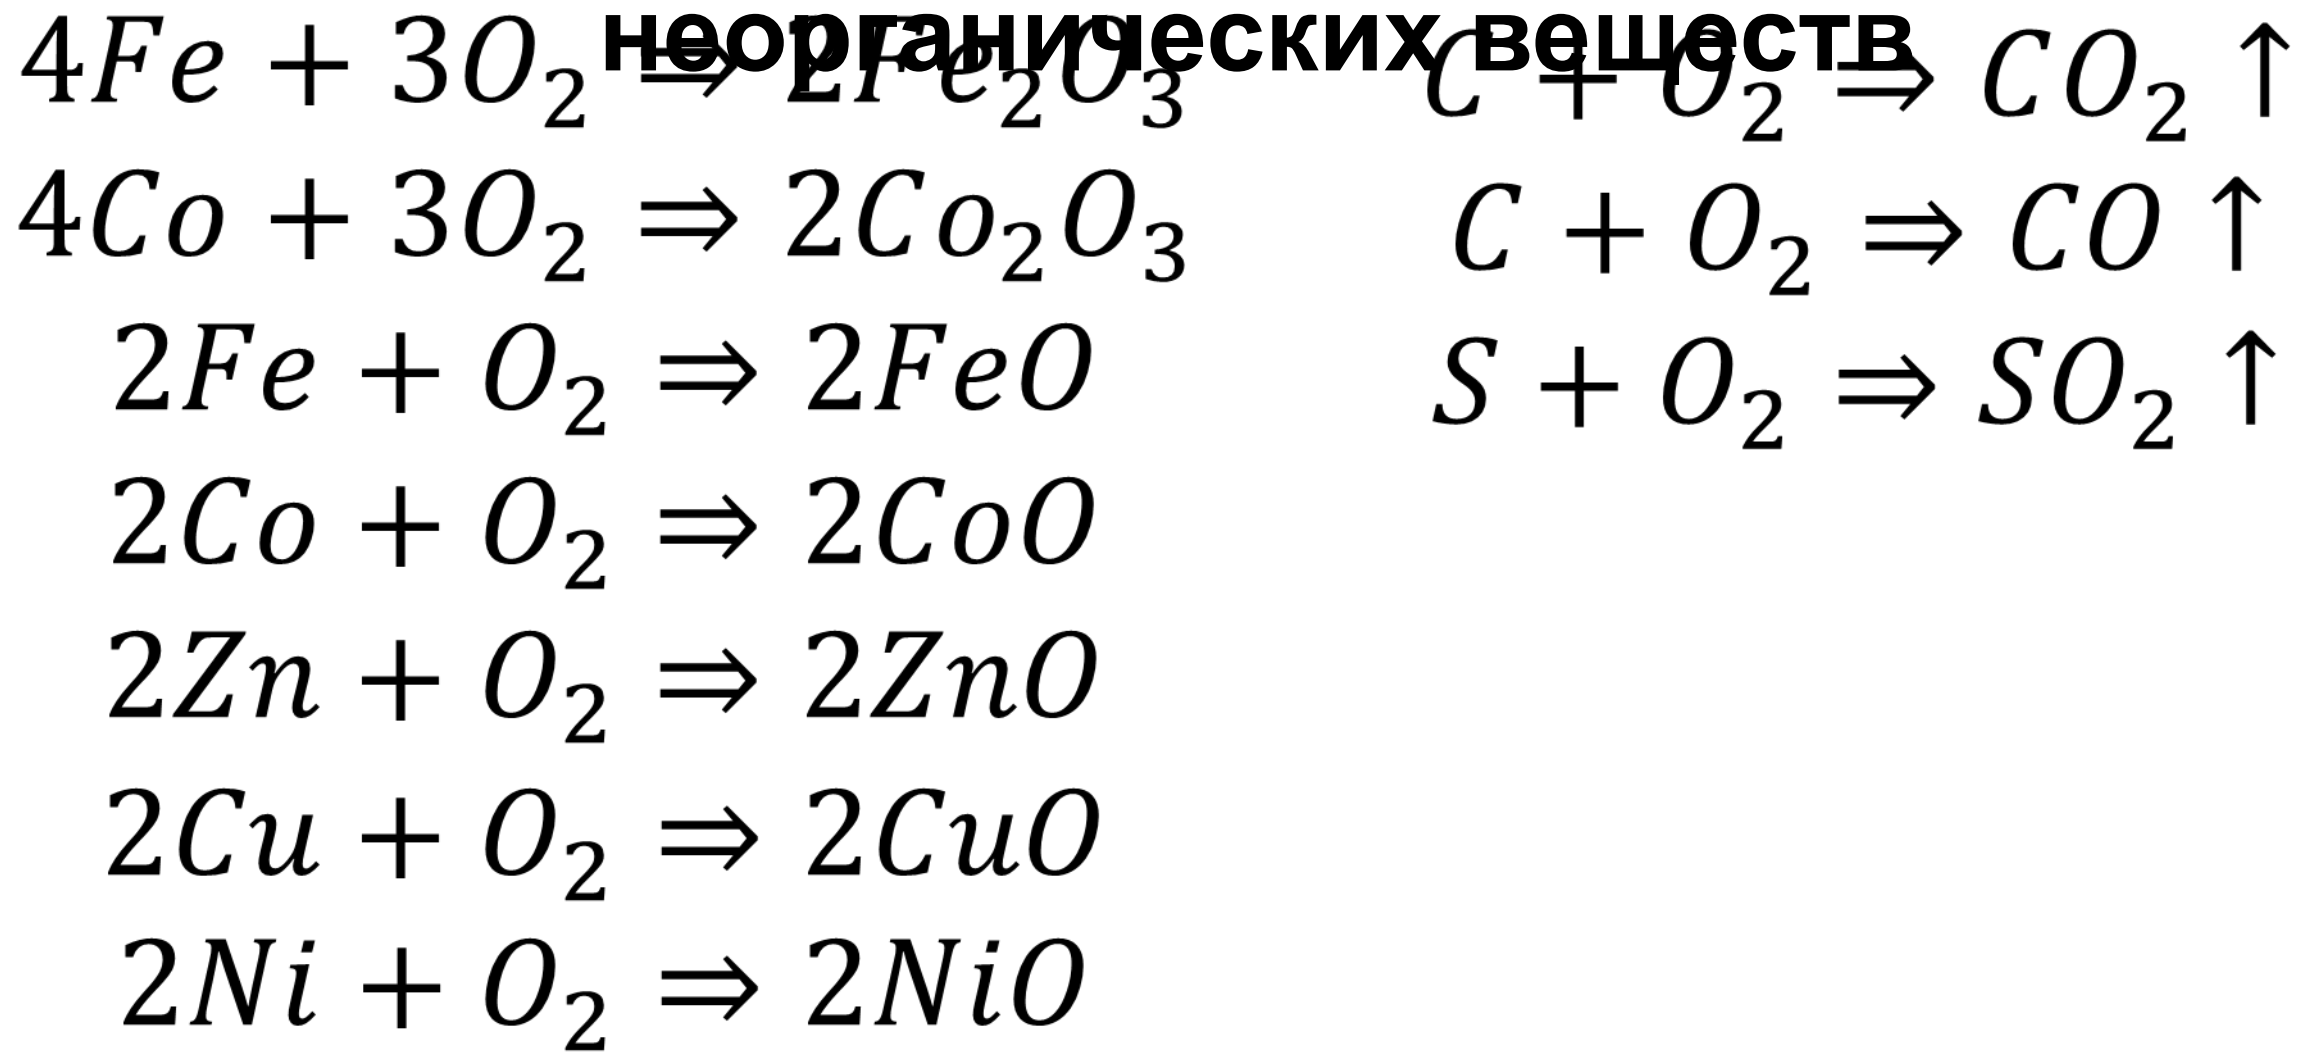 неорганических веществ
4Fe + 3O₂ ⇒ 2Fe₂O₃
4Co + 3O₂ ⇒ 2Co₂O₃
2Fe + O₂ ⇒ 2FeO
2Co + O₂ ⇒ 2CoO
2Zn + O₂ ⇒ 2ZnO
2Cu + O₂ ⇒ 2CuO
2Ni + O₂ ⇒ 2NiO
C + O₂ ⇒ CO₂ ↑
C + O₂ ⇒ CO ↑
S + O₂ ⇒ SO₂ ↑